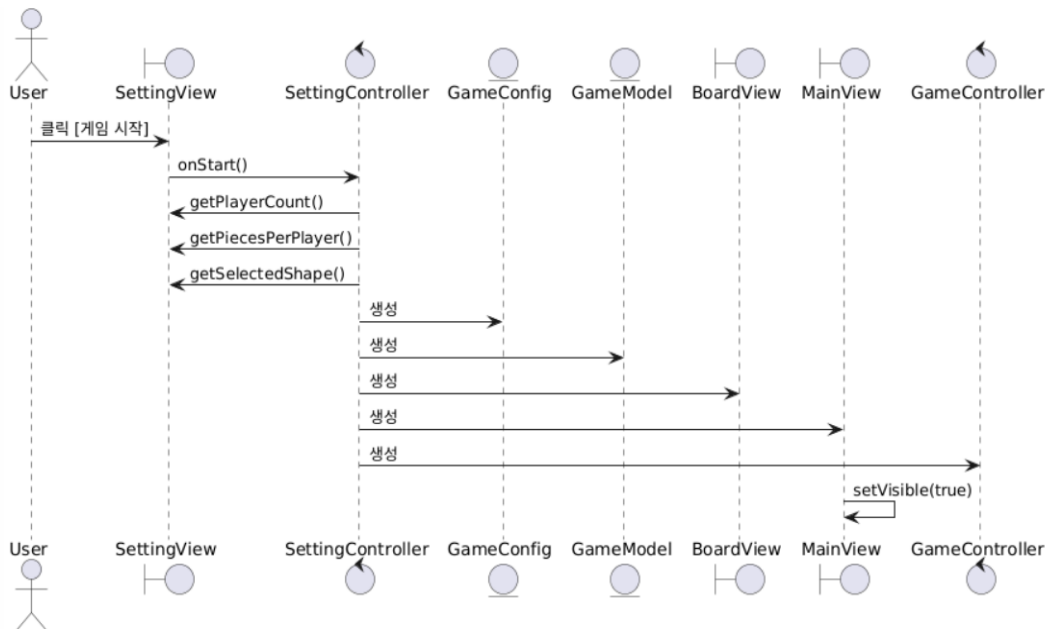 User SettingView SettingController GameConfig GameModel BoardView MainView GameController
클릭 [게임 시작]
onStart()
getPlayerCount()
getPiecesPerPlayer()
getSelectedShape()
생성
생성
생성
생성
생성
setVisible(true)
User SettingView SettingController GameConfig GameModel BoardView MainView GameController